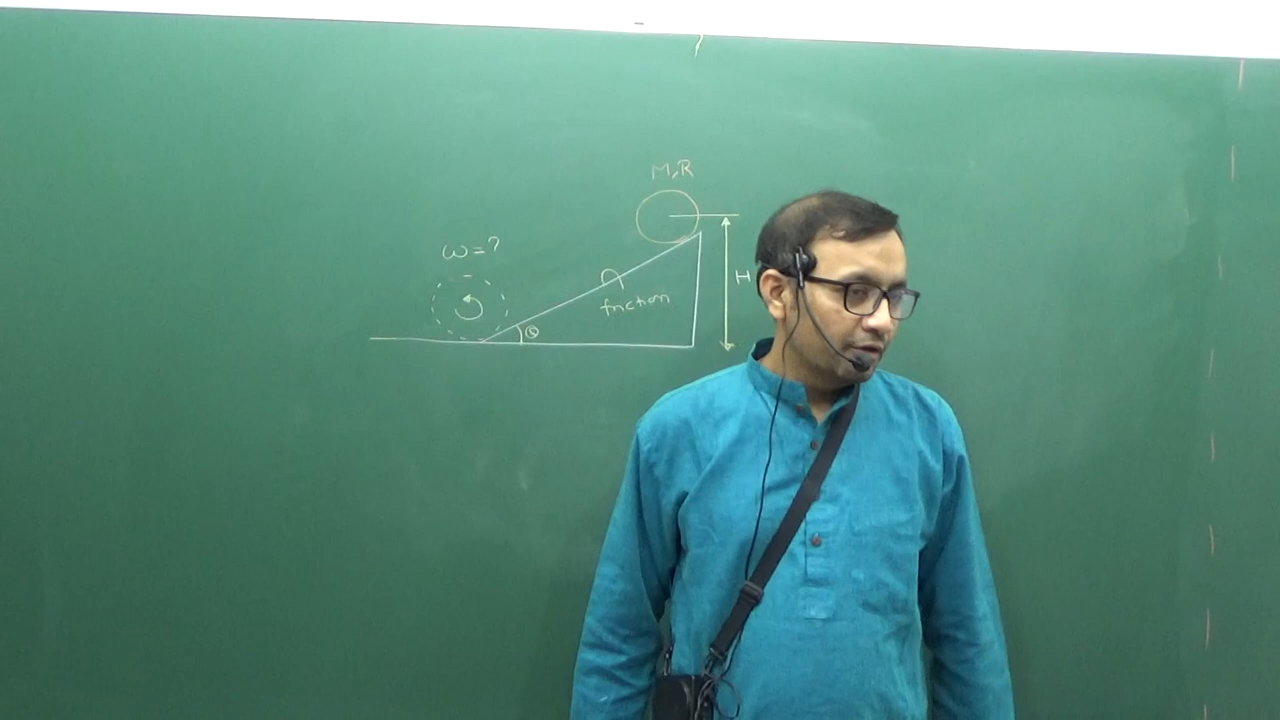 M,R
ω=?
H
friction
θ